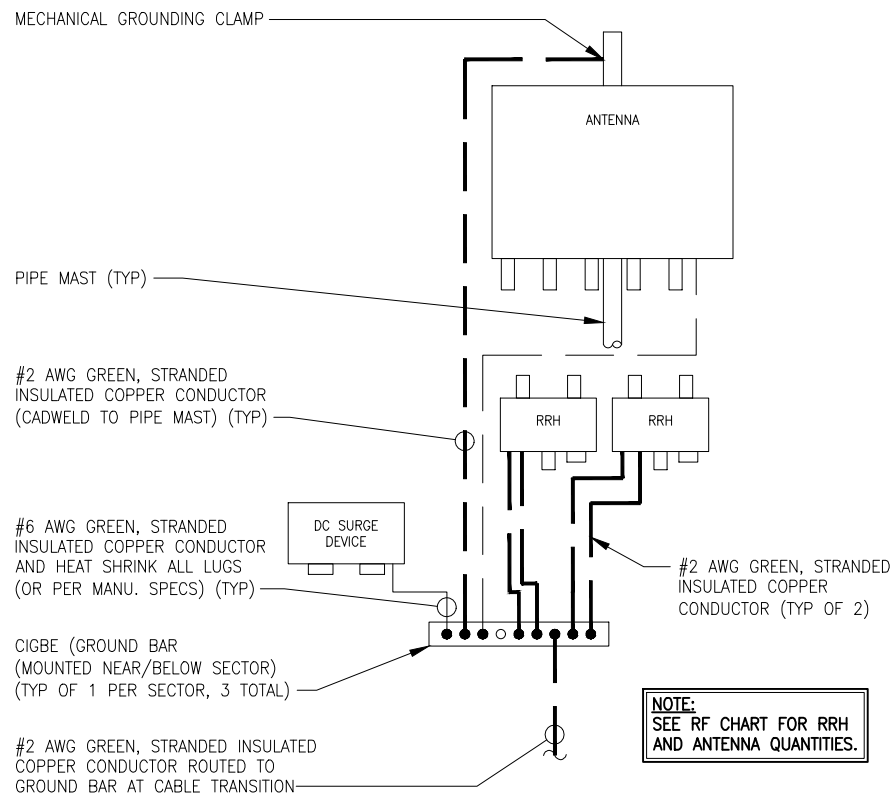 MECHANICAL GROUNDING CLAMP
ANTENNA
PIPE MAST (TYP)
#2 AWG GREEN, STRANDED
INSULATED COPPER CONDUCTOR
(CADWELD TO PIPE MAST) (TYP)
RRH
RRH
DC SURGE
DEVICE
#6 AWG GREEN, STRANDED
INSULATED COPPER CONDUCTOR
AND HEAT SHRINK ALL LUGS
(OR PER MANU. SPECS) (TYP)
#2 AWG GREEN, STRANDED
INSULATED COPPER
CONDUCTOR (TYP OF 2)
CIGBE (GROUND BAR
(MOUNTED NEAR/BELOW SECTOR)
(TYP OF 1 PER SECTOR, 3 TOTAL)
NOTE:
SEE RF CHART FOR RRH
AND ANTENNA QUANTITIES.
#2 AWG GREEN, STRANDED INSULATED
COPPER CONDUCTOR ROUTED TO
GROUND BAR AT CABLE TRANSITION